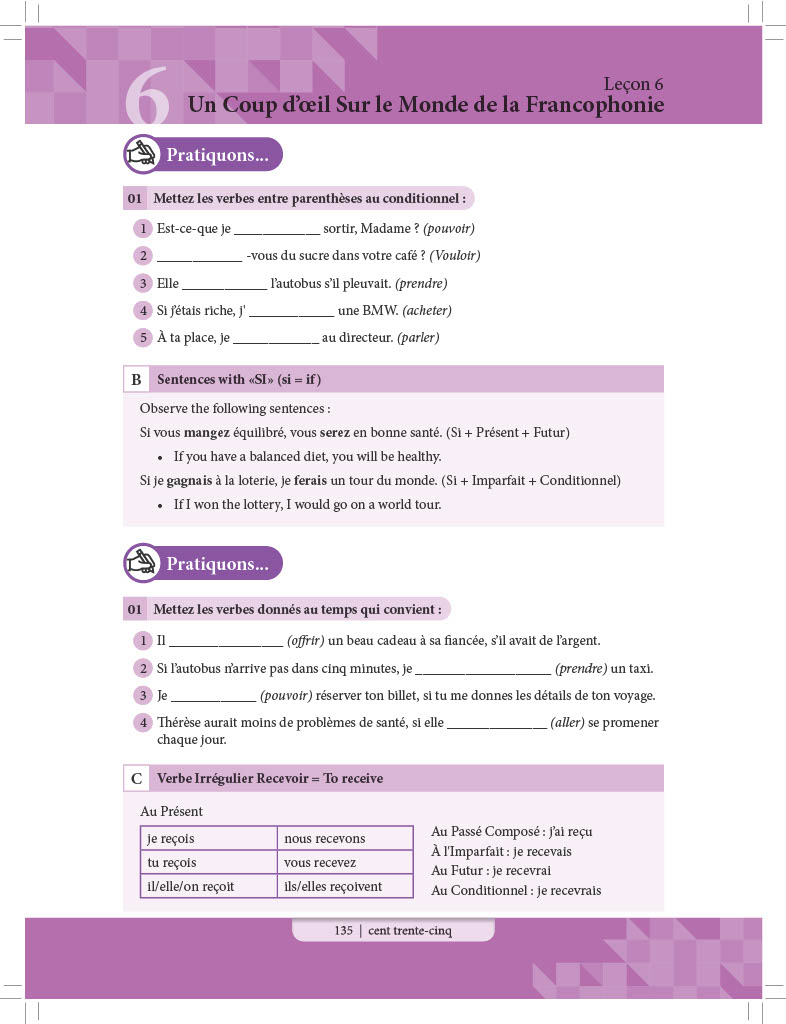 Leçon 6
6 Un Coup d’œil Sur le Monde de la Francophonie
Pratiquons...
01 Mettez les verbes entre parenthèses au conditionnel :
1 Est-ce-que je ____________ sortir, Madame ? (pouvoir)
2 ____________ -vous du sucre dans votre café ? (Vouloir)
3 Elle ____________ l’autobus s’il pleuvait. (prendre)
4 Si j’étais riche, j' ____________ une BMW. (acheter)
5 À ta place, je ____________ au directeur. (parler)
B Sentences with «SI» (si = if)
Observe the following sentences :
Si vous mangez équilibré, vous serez en bonne santé. (Si + Présent + Futur)
• If you have a balanced diet, you will be healthy.
Si je gagnais à la loterie, je ferais un tour du monde. (Si + Imparfait + Conditionnel)
• If I won the lottery, I would go on a world tour.
Pratiquons...
01 Mettez les verbes donnés au temps qui convient :
1 Il ________________ (offrir) un beau cadeau à sa fiancée, s’il avait de l’argent.
2 Si l’autobus n’arrive pas dans cinq minutes, je ___________________ (prendre) un taxi.
3 Je ____________ (pouvoir) réserver ton billet, si tu me donnes les détails de ton voyage.
4 Thérèse aurait moins de problèmes de santé, si elle ______________ (aller) se promener
chaque jour.
C Verbe Irrégulier Recevoir = To receive
Au Présent
je reçois nous recevons
tu reçois vous recevez
il/elle/on reçoit ils/elles reçoivent
Au Passé Composé : j’ai reçu
À l'Imparfait : je recevais
Au Futur : je recevrai
Au Conditionnel : je recevrais
135 | cent trente-cinq